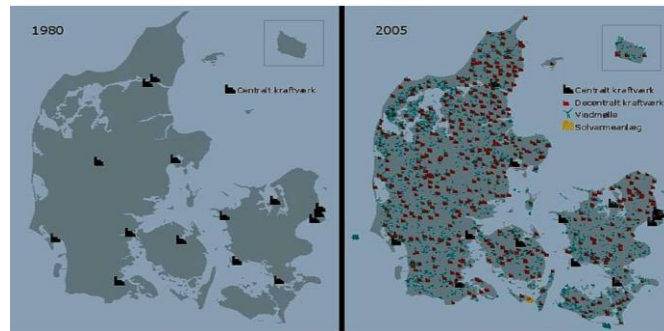 1980
Centralt kraftværk
2005
Centralt kraftværk
Decentralt kraftværk
Vindmølle
Solvarmeanlæg